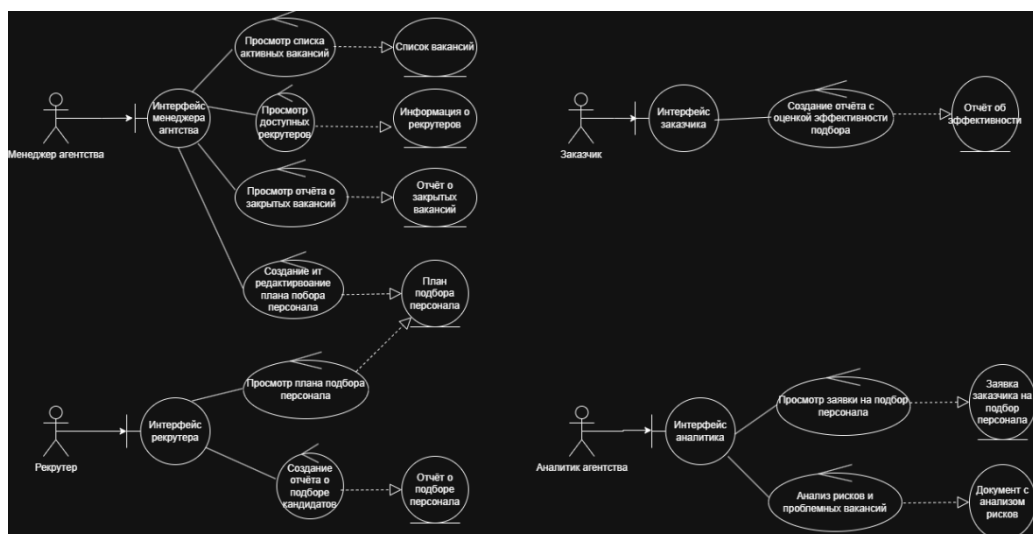 Просмотр списка
активных вакансий
Список вакансий
Менеджер агентства
Интерфейс
менеджера
агнтства
Просмотр
доступных
рекрутеров
Информация о
рекрутеров
Просмотр отчёта о
закрытых вакансий
Отчёт о
закрытых
вакансий
Создание ит
редактирвоание
плана побора
персонала
План
подбора
персонала
Просмотр плана подбора
персонала
Рекрутер
Интерфейс
рекрутера
Создание
отчёта о
подборе
кандидатов
Отчёт о
подборе
персонала
Заказчик
Интерфейс
заказчика
Создание отчёта с
оценкой эффективности
подбора
Отчёт об
эффективности
Аналитик агентства
Интерфейс
аналитика
Просмотр заявки на подбор
персонала
Заявка
заказчика на
подбор
персонала
Анализ рисков и
проблемных вакансий
Документ с
анализом
рисков